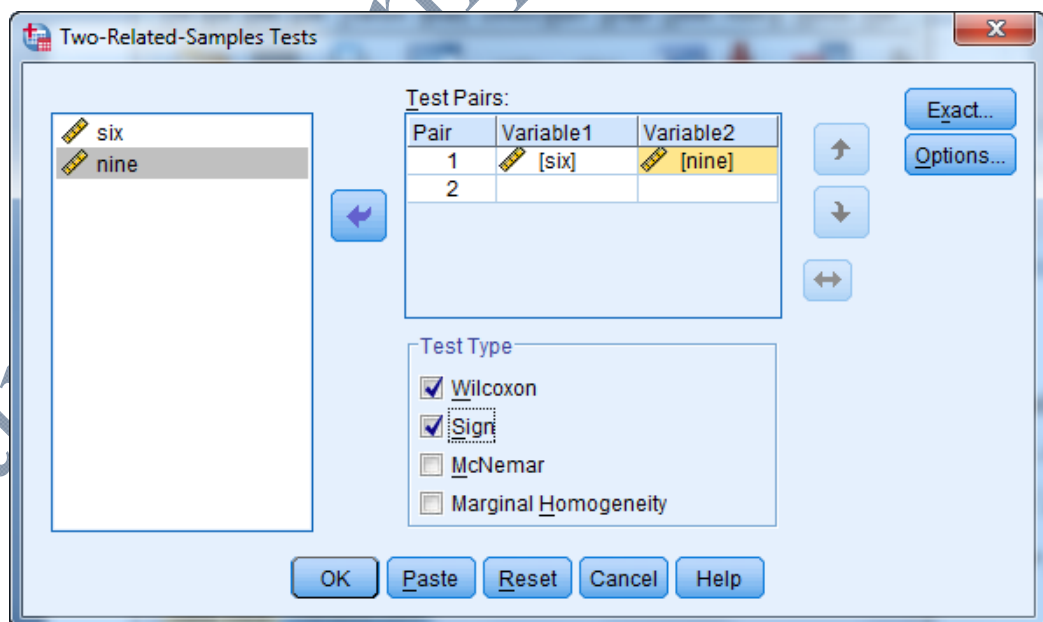 Two-Related-Samples Tests
six
nine
Test Pairs:
Pair Variable1 Variable2
1 [six] [nine]
2
Exact...
Options...
Test Type
Wilcoxon
Sign
McNemar
Marginal Homogeneity
OK Paste Reset Cancel Help